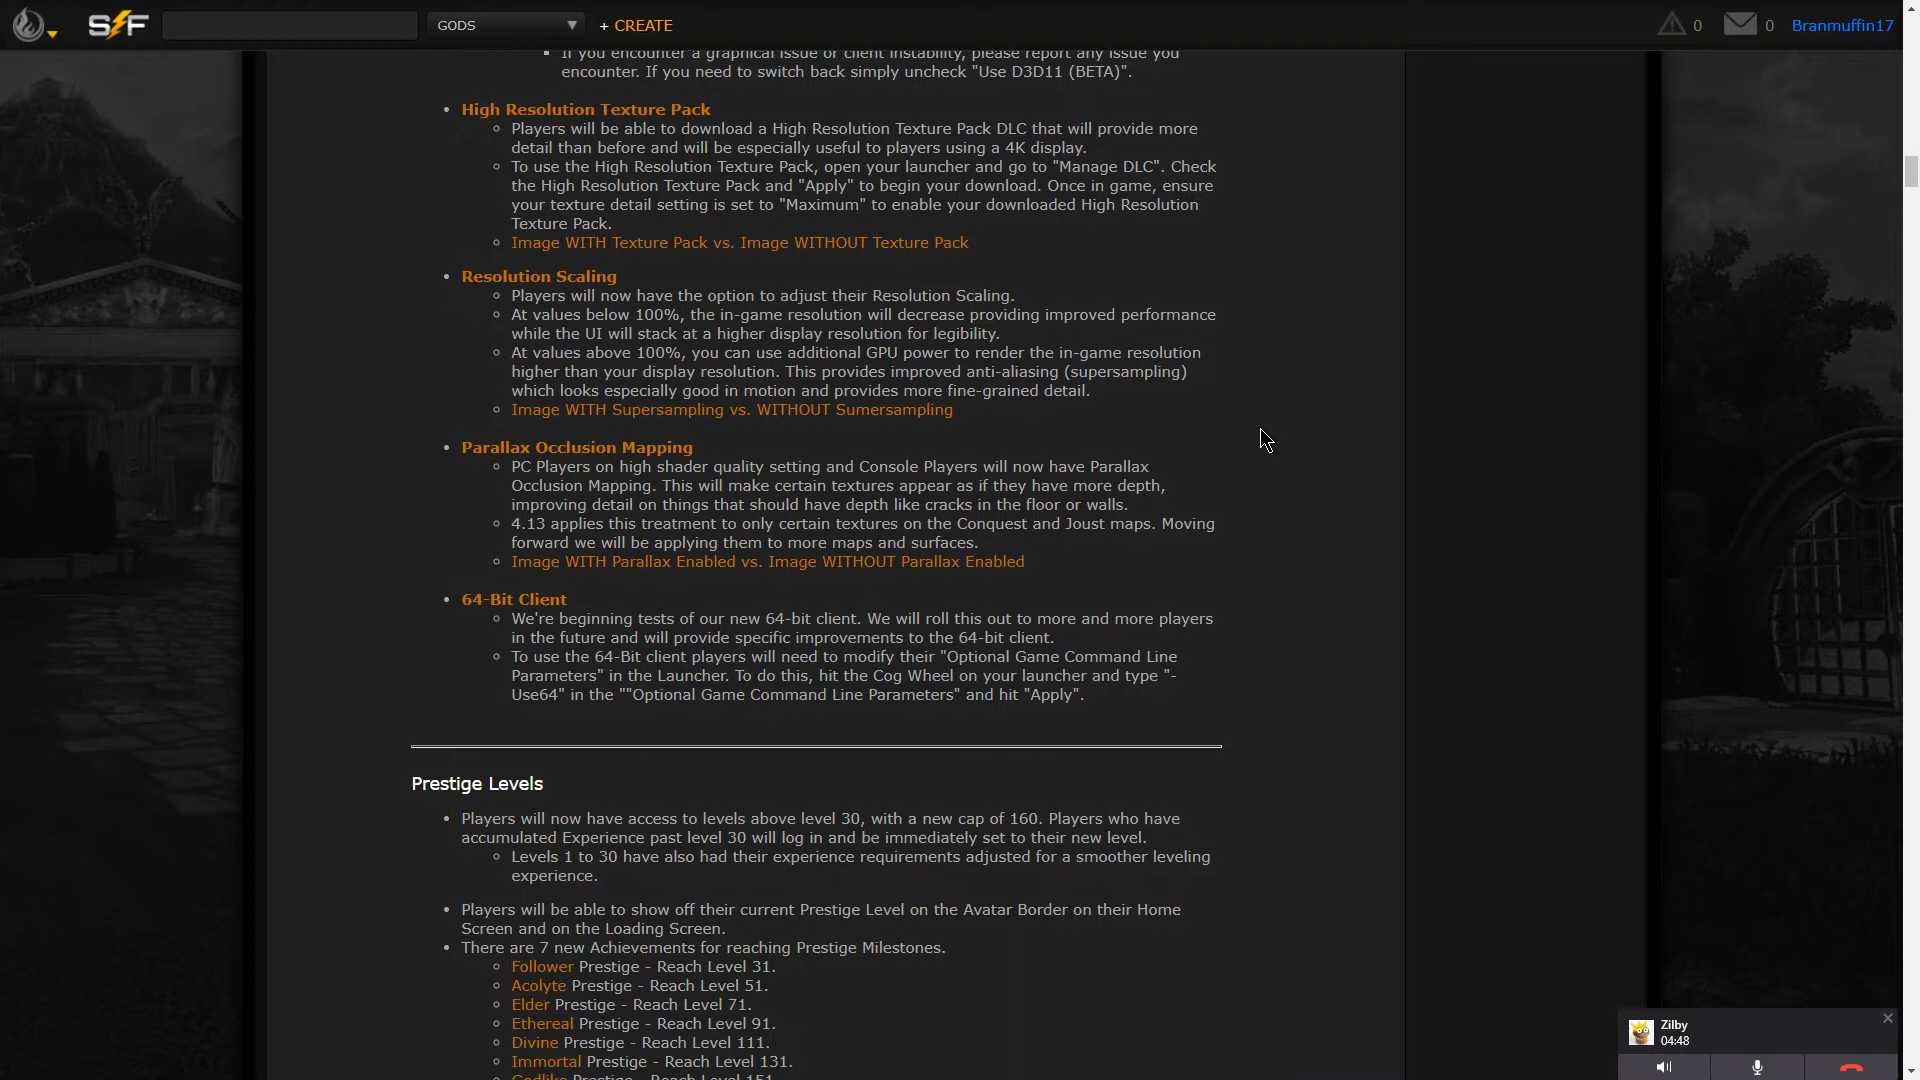 SF
GODS
+ CREATE
0
0
Branmuffin17
If you encounter a graphical issue or client instability, please report any issue you
encounter. If you need to switch back simply uncheck "Use D3D11 (BETA)".
High Resolution Texture Pack
Players will be able to download a High Resolution Texture Pack DLC that will provide more
detail than before and will be especially useful to players using a 4K display.
To use the High Resolution Texture Pack, open your launcher and go to "Manage DLC". Check
the High Resolution Texture Pack and "Apply" to begin your download. Once in game, ensure
your texture detail setting is set to "Maximum" to enable your downloaded High Resolution
Texture Pack.
Image WITH Texture Pack vs. Image WITHOUT Texture Pack
Resolution Scaling
Players will now have the option to adjust their Resolution Scaling.
At values below 100%, the in-game resolution will decrease providing improved performance
while the UI will stack at a higher display resolution for legibility.
At values above 100%, you can use additional GPU power to render the in-game resolution
higher than your display resolution. This provides improved anti-aliasing (supersampling)
which looks especially good in motion and provides more fine-grained detail.
Image WITH Supersampling vs. WITHOUT Sumersampling
Parallax Occlusion Mapping
PC Players on high shader quality setting and Console Players will now have Parallax
Occlusion Mapping. This will make certain textures appear as if they have more depth,
improving detail on things that should have depth like cracks in the floor or walls.
4.13 applies this treatment to only certain textures on the Conquest and Joust maps. Moving
forward we will be applying them to more maps and surfaces.
Image WITH Parallax Enabled vs. Image WITHOUT Parallax Enabled
64-Bit Client
We're beginning tests of our new 64-bit client. We will roll this out to more and more players
in the future and will provide specific improvements to the 64-bit client.
To use the 64-Bit client players will need to modify their "Optional Game Command Line
Parameters" in the Launcher. To do this, hit the Cog Wheel on your launcher and type "-
Use64" in the ""Optional Game Command Line Parameters" and hit "Apply".
Prestige Levels
Players will now have access to levels above level 30, with a new cap of 160. Players who have
accumulated Experience past level 30 will log in and be immediately set to their new level.
Levels 1 to 30 have also had their experience requirements adjusted for a smoother leveling
experience.
Players will be able to show off their current Prestige Level on the Avatar Border on their Home
Screen and on the Loading Screen.
There are 7 new Achievements for reaching Prestige Milestones.
Follower Prestige - Reach Level 31.
Acolyte Prestige - Reach Level 51.
Elder Prestige - Reach Level 71.
Ethereal Prestige - Reach Level 91.
Divine Prestige - Reach Level 111.
Immortal Prestige - Reach Level 131.
Godlike Prestige - Reach Level 151.
Zilby
04:48